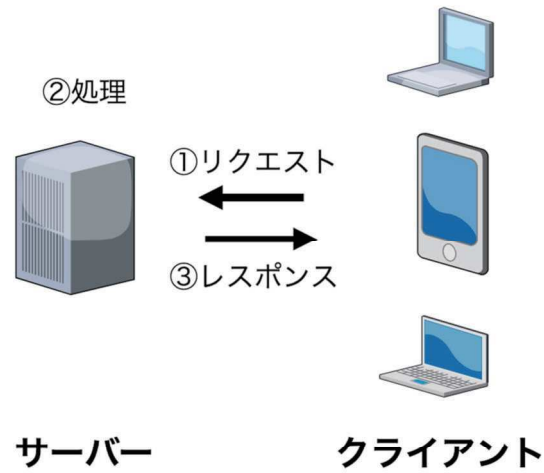 ②処理
①リクエスト
③レスポンス
サーバー
クライアント